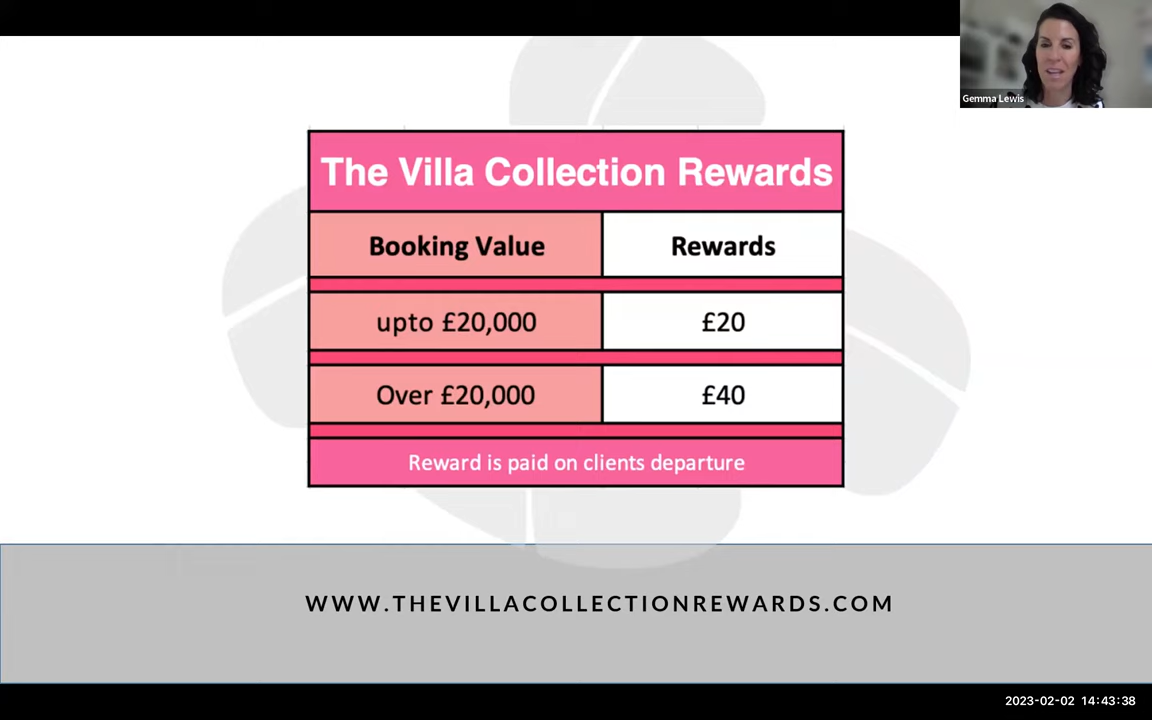 Gemma Lewis
The Villa Collection Rewards
Booking Value Rewards
upto £20,000 £20
Over £20,000 £40
Reward is paid on clients departure
WWW.THEVILLACOLLECTIONREWARDS.COM
2023-02-02 14:43:38